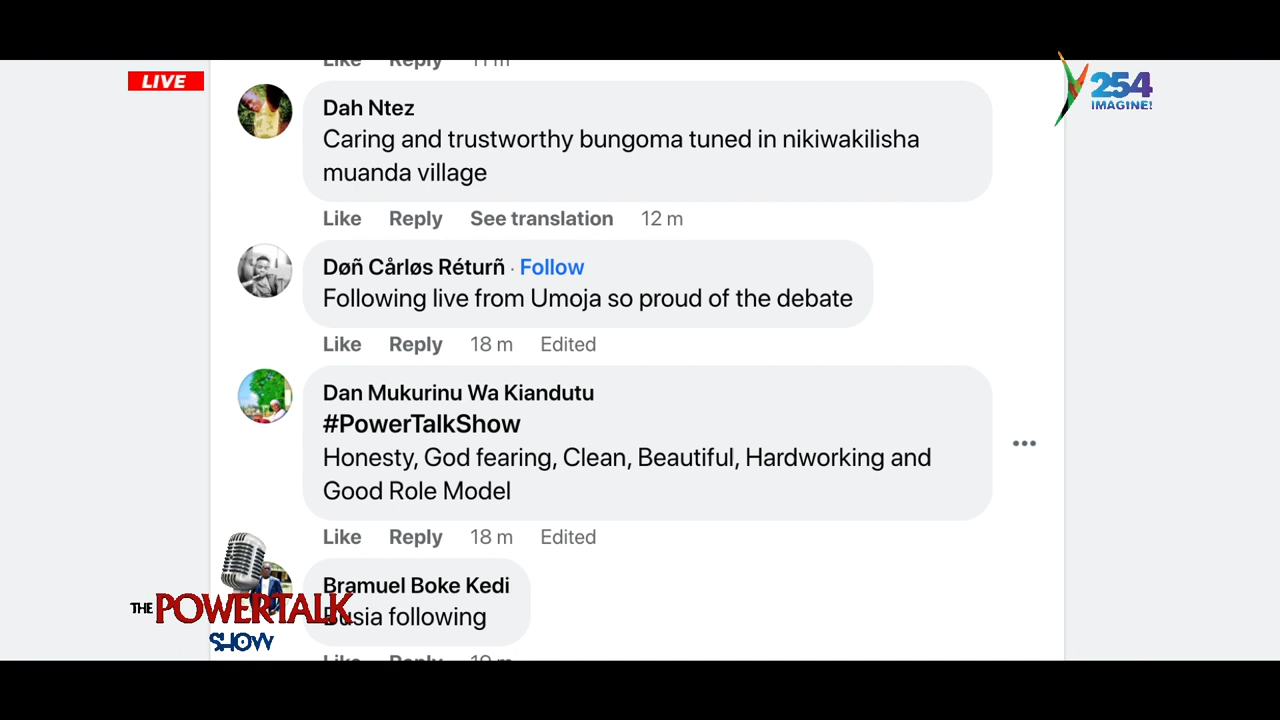 Like Reply 11 m
LIVE
254
IMAGINE!
Dah Ntez
Caring and trustworthy bungoma tuned in nikiwakilisha
muanda village
Like Reply See translation 12 m
Døñ Cårløs Réturñ · Follow
Following live from Umoja so proud of the debate
Like Reply 18 m Edited
Dan Mukurinu Wa Kiandutu
#PowerTalkShow
Honesty, God fearing, Clean, Beautiful, Hardworking and
Good Role Model
Like Reply 18 m Edited
Bramuel Boke Kedi
Busia following
THE POWERTALK
SHOW
Like Reply 19 m